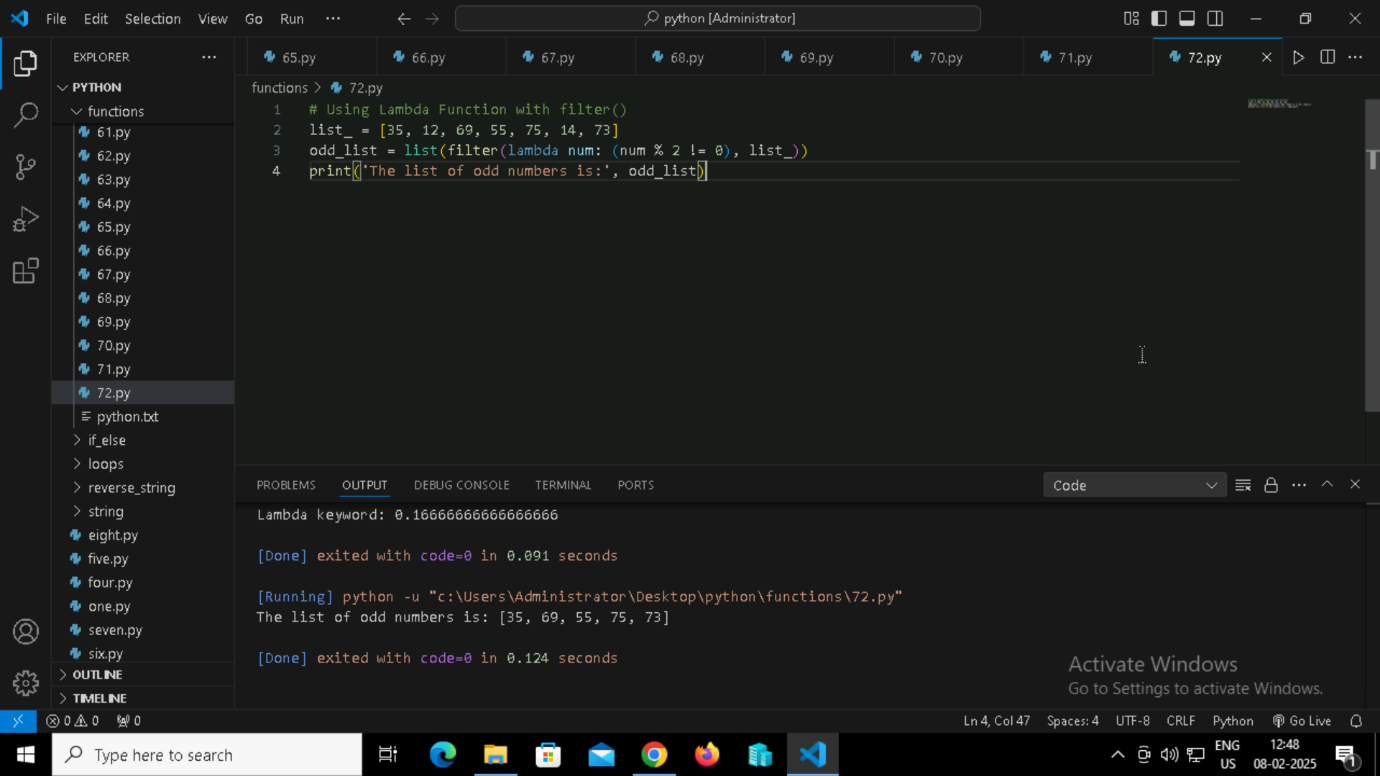 File Edit Selection View Go Run ··· python [Administrator]
EXPLORER ···
65.py 66.py 67.py 68.py 69.py 70.py 71.py 72.py
PYTHON
functions
61.py
62.py
63.py
64.py
65.py
66.py
67.py
68.py
69.py
70.py
71.py
72.py
python.txt
if_else
loops
reverse_string
string
eight.py
five.py
four.py
one.py
seven.py
six.py
OUTLINE
TIMELINE
functions > 72.py
1 # Using Lambda Function with filter()
2 list_ = [35, 12, 69, 55, 75, 14, 73]
3 odd_list = list(filter(lambda num: (num % 2 != 0), list_))
4 print('The list of odd numbers is:', odd_list)
PROBLEMS OUTPUT DEBUG CONSOLE TERMINAL PORTS Code
Lambda keyword: 0.16666666666666666
[Done] exited with code=0 in 0.091 seconds
[Running] python -u "c:\Users\Administrator\Desktop\python\functions\72.py"
The list of odd numbers is: [35, 69, 55, 75, 73]
[Done] exited with code=0 in 0.124 seconds
Activate Windows
Go to Settings to activate Windows.
0 0 0 Ln 4, Col 47 Spaces: 4 UTF-8 CRLF Python Go Live
Type here to search
ENG
US
12:48
08-02-2025
1